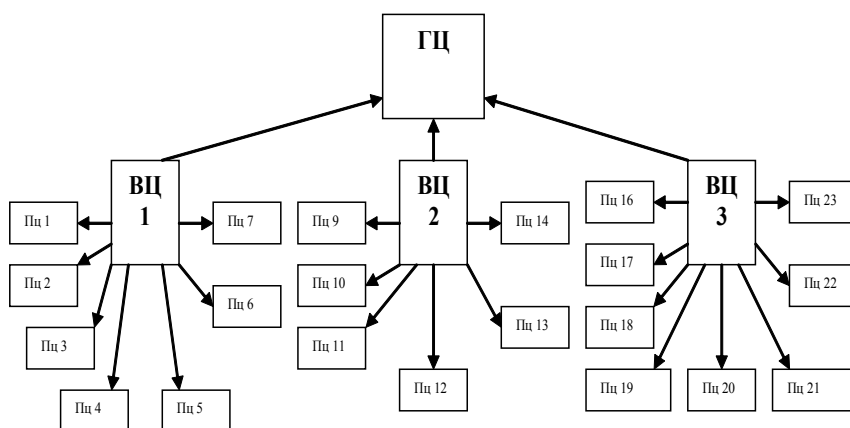 ГЦ
ВЦ
1
ВЦ
2
ВЦ
3
Пц 1
Пц 7
Пц 9
Пц 14
Пц 16
Пц 23
Пц 2
Пц 6
Пц 10
Пц 13
Пц 17
Пц 22
Пц 3
Пц 11
Пц 18
Пц 4
Пц 5
Пц 12
Пц 19
Пц 20
Пц 21